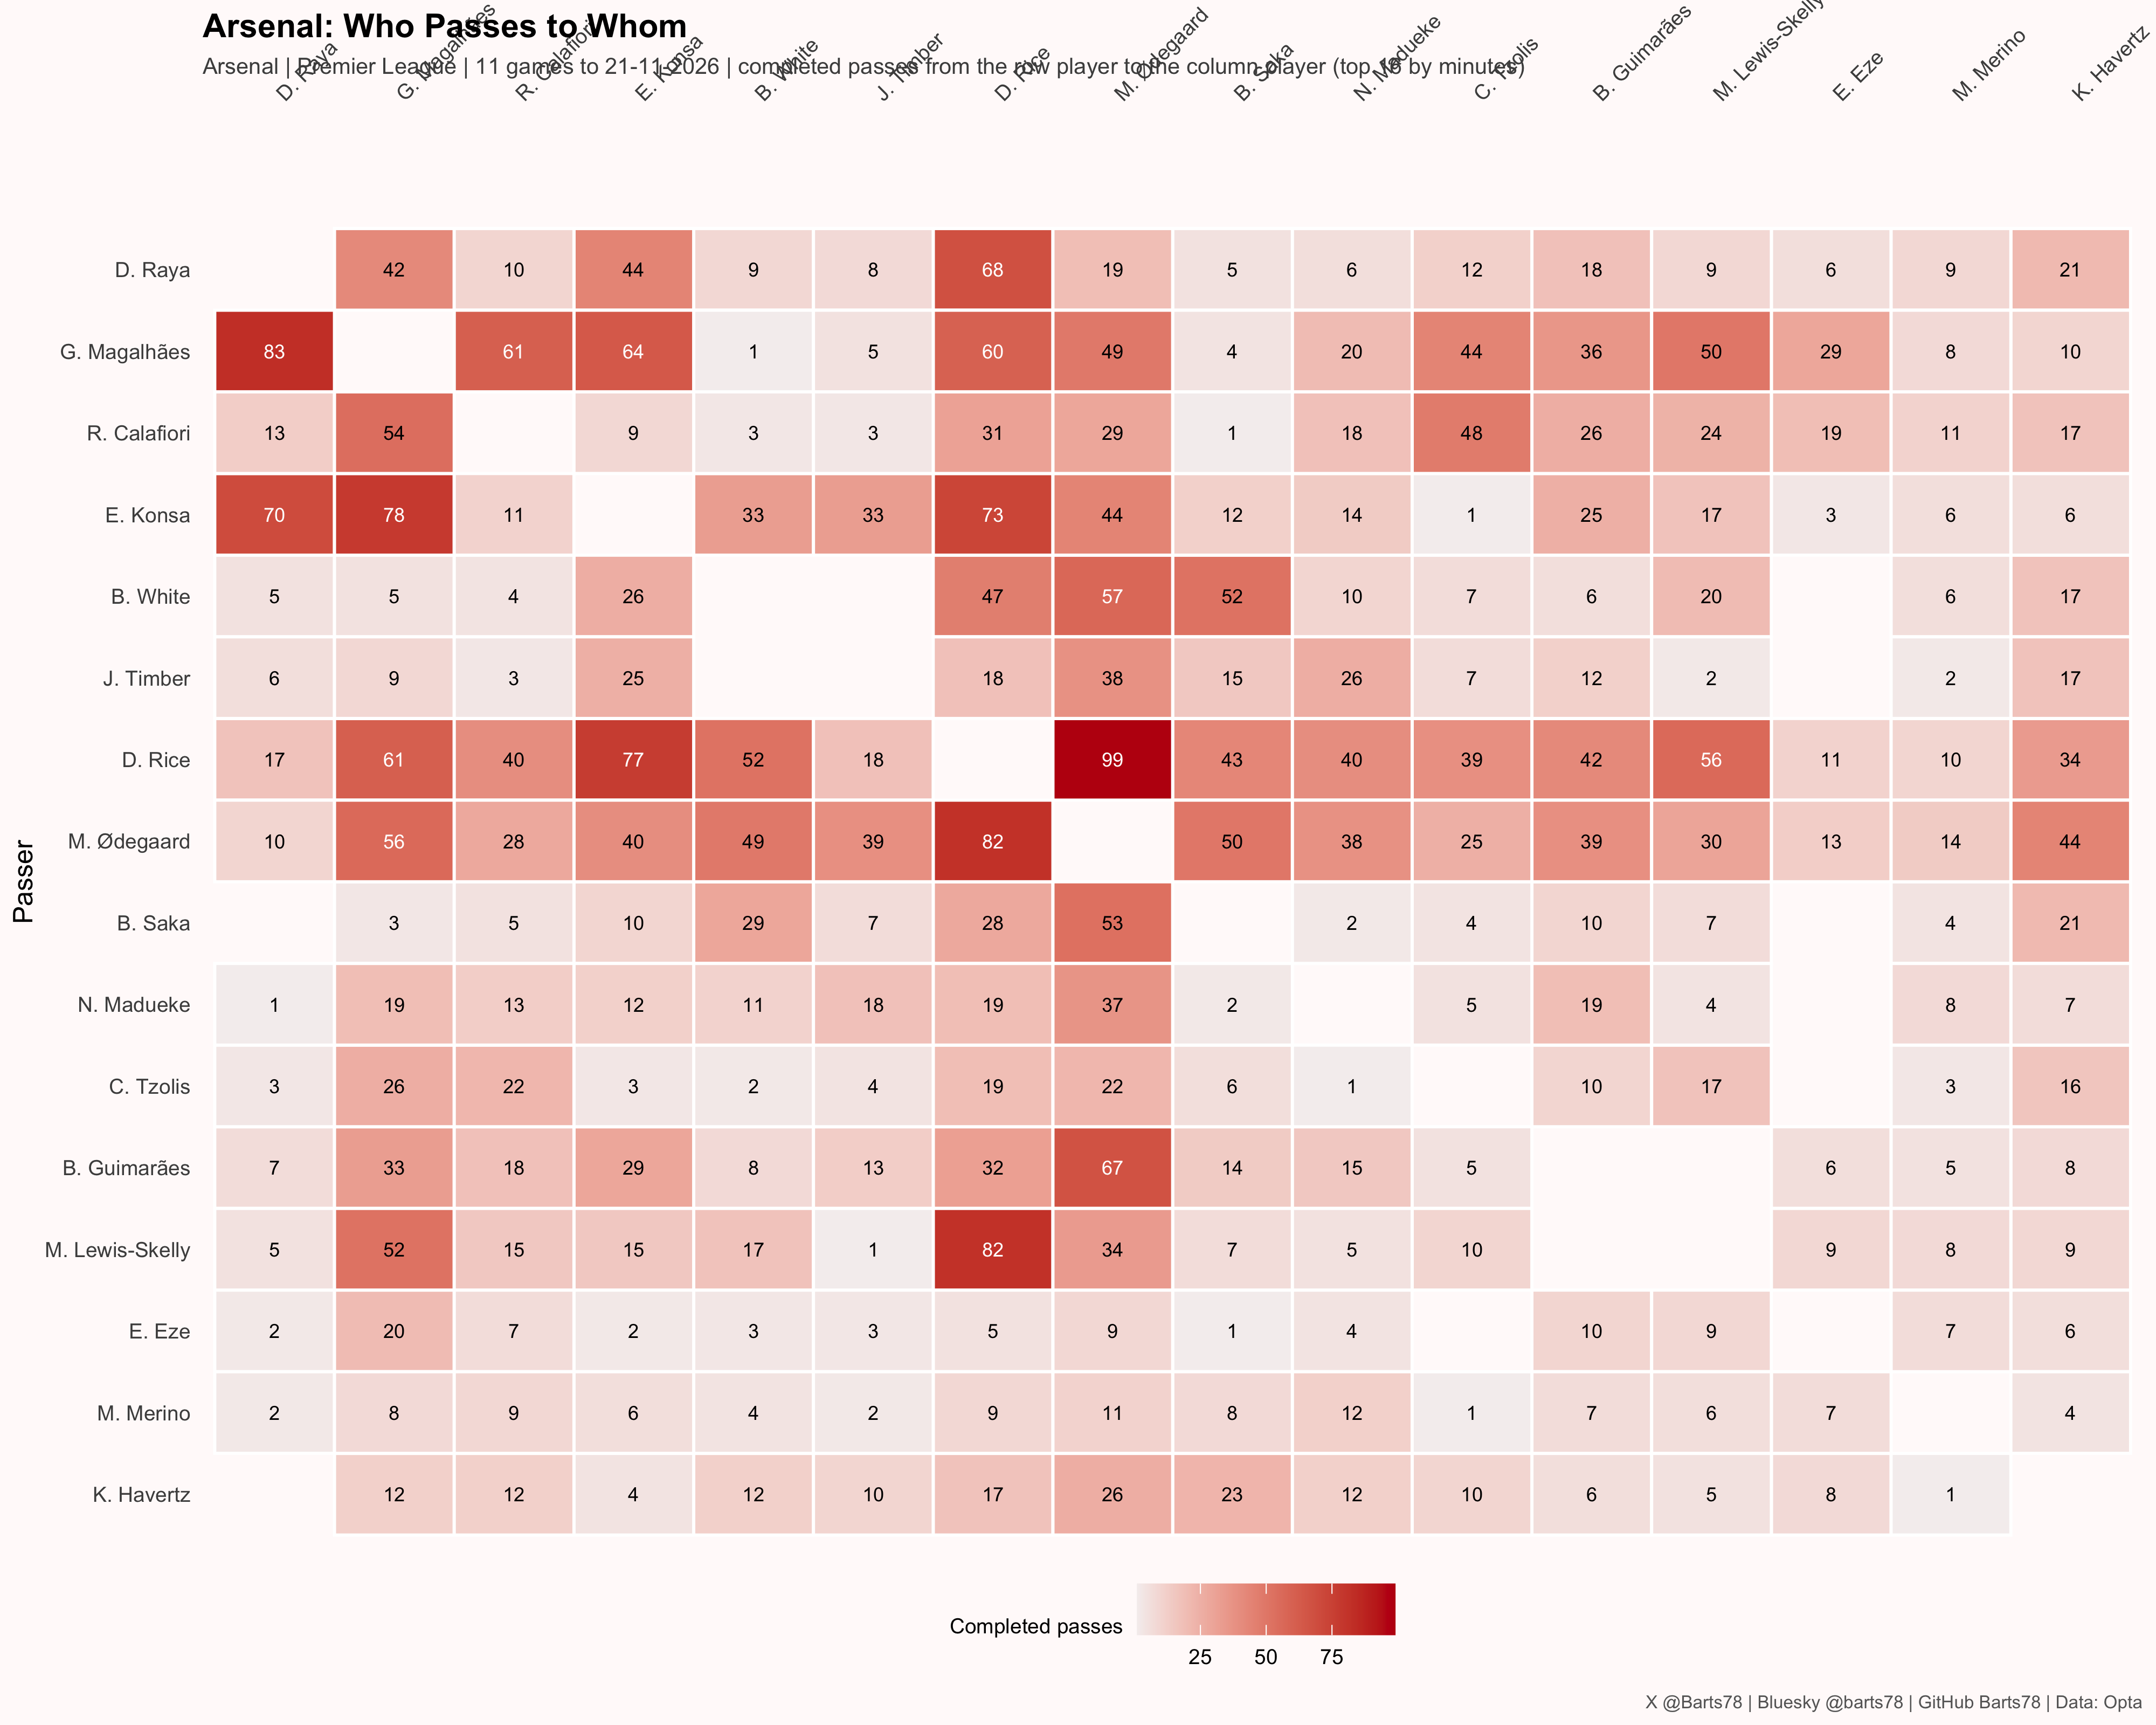 Arsenal: Who Passes to Whom
Arsenal | Premier League | 11 games to 21-11-2026 | completed passes from the row player to the column player (top 16 by minutes)
D. Raya
G. Magalhães
R. Calafiori
E. Konsa
B. White
J. Timber
D. Rice
M. Ødegaard
B. Saka
N. Madueke
C. Tzolis
B. Guimarães
M. Lewis-Skelly
E. Eze
M. Merino
K. Havertz
Passer
D. Raya 42 10 44 9 8 68 19 5 6 12 18 9 6 9 21
G. Magalhães 83 61 64 1 5 60 49 4 20 44 36 50 29 8 10
R. Calafiori 13 54 9 3 3 31 29 1 18 48 26 24 19 11 17
E. Konsa 70 78 11 33 33 73 44 12 14 1 25 17 3 6 6
B. White 5 5 4 26 47 57 52 10 7 6 20 6 17
J. Timber 6 9 3 25 18 38 15 26 7 12 2 2 17
D. Rice 17 61 40 77 52 18 99 43 40 39 42 56 11 10 34
M. Ødegaard 10 56 28 40 49 39 82 50 38 25 39 30 13 14 44
B. Saka 3 5 10 29 7 28 53 2 4 10 7 4 21
N. Madueke 1 19 13 12 11 18 19 37 2 5 19 4 8 7
C. Tzolis 3 26 22 3 2 4 19 22 6 1 10 17 3 16
B. Guimarães 7 33 18 29 8 13 32 67 14 15 5 6 5 8
M. Lewis-Skelly 5 52 15 15 17 1 82 34 7 5 10 9 8 9
E. Eze 2 20 7 2 3 3 5 9 1 4 10 9 7 6
M. Merino 2 8 9 6 4 2 9 11 8 12 1 7 6 7 4
K. Havertz 12 12 4 12 10 17 26 23 12 10 6 5 8 1
Completed passes
25 50 75
X @Barts78 | Bluesky @barts78 | GitHub Barts78 | Data: Opta